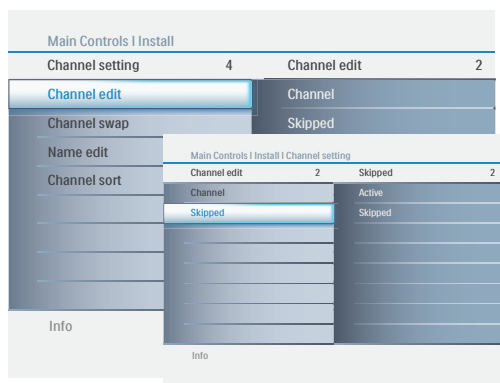 Main Controls I Install
Channel setting 4 Channel edit 2
Channel edit Channel
Channel swap Skipped
Name edit
Channel sort
Info
Main Controls I Install I Channel setting
Channel edit 2 Skipped 2
Channel Active
Skipped Skipped
Info